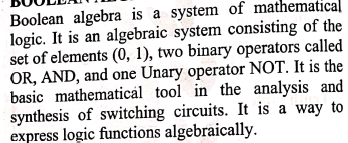 Boolean algebra is a system of mathematical
logic. It is an algebraic system consisting of the
set of elements (0, 1), two binary operators called
OR, AND, and one Unary operator NOT. It is the
basic mathematical tool in the analysis and
synthesis of switching circuits. It is a way to
express logic functions algebraically.